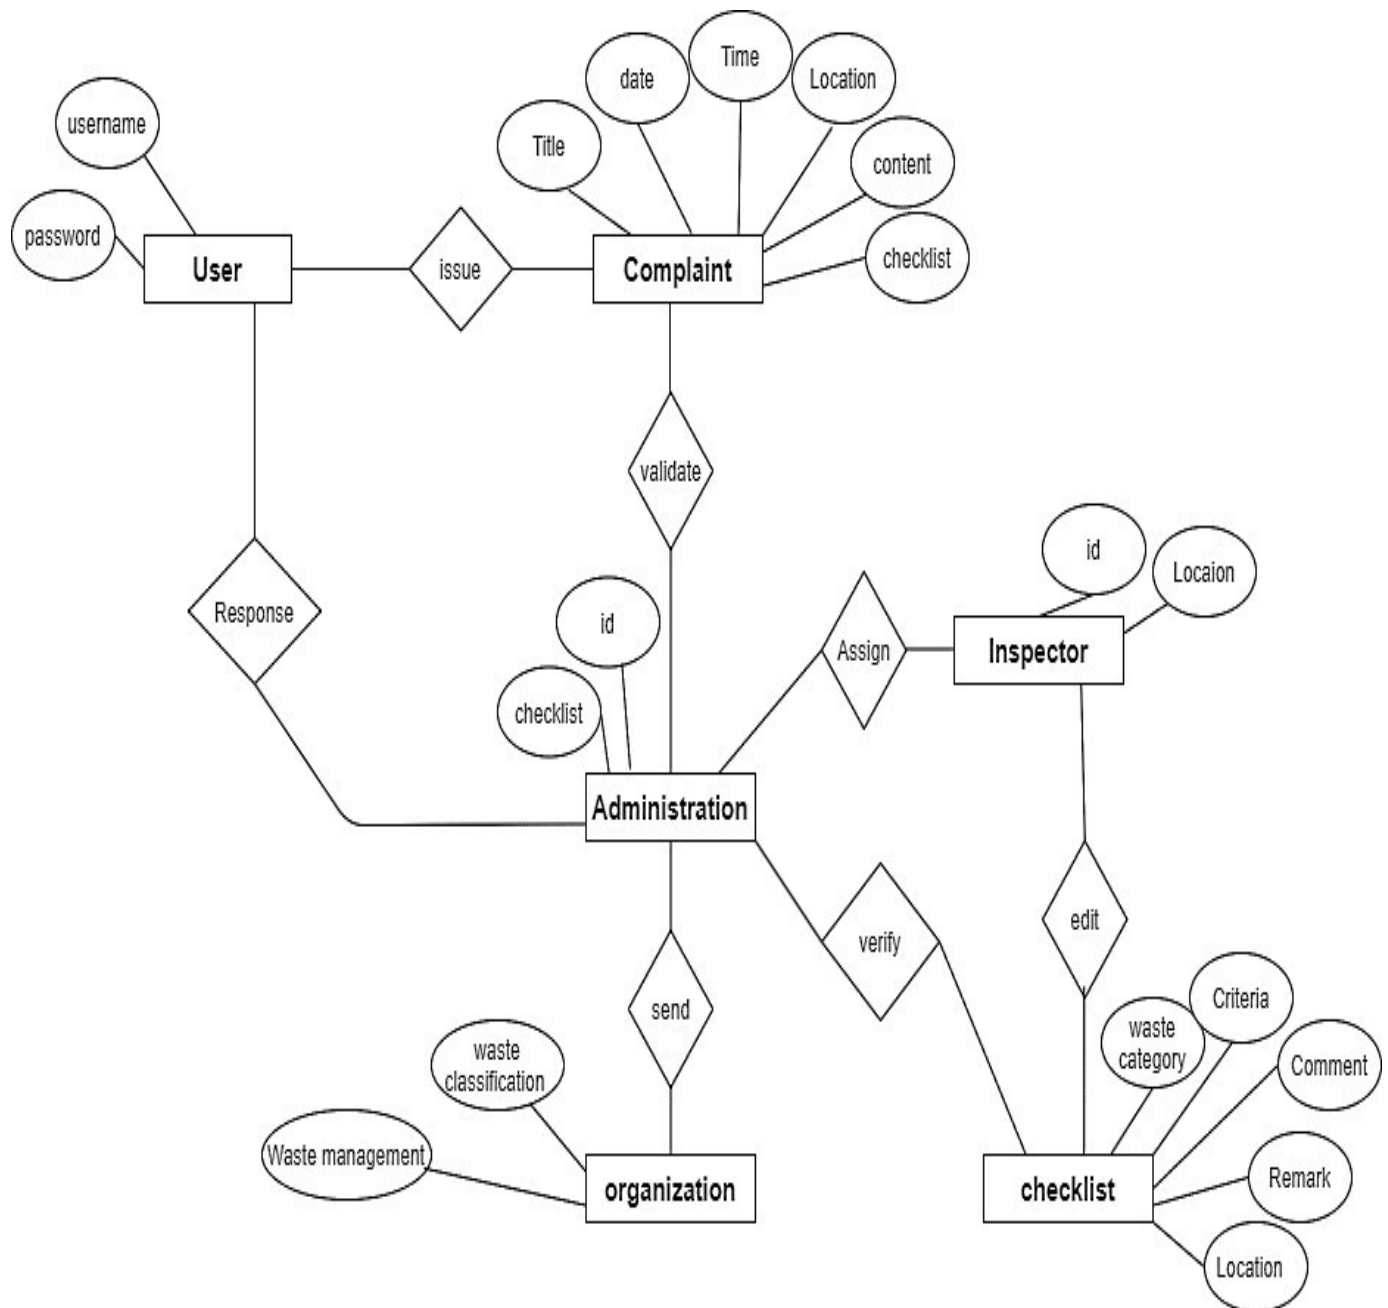 Time
date
Location
username
Title
content
password
checklist
User
issue
Complaint
validate
id
Locaion
Response
id
Assign
Inspector
checklist
Administration
edit
verify
Criteria
send
waste
category
waste
classification
Comment
Waste management
Remark
organization
checklist
Location